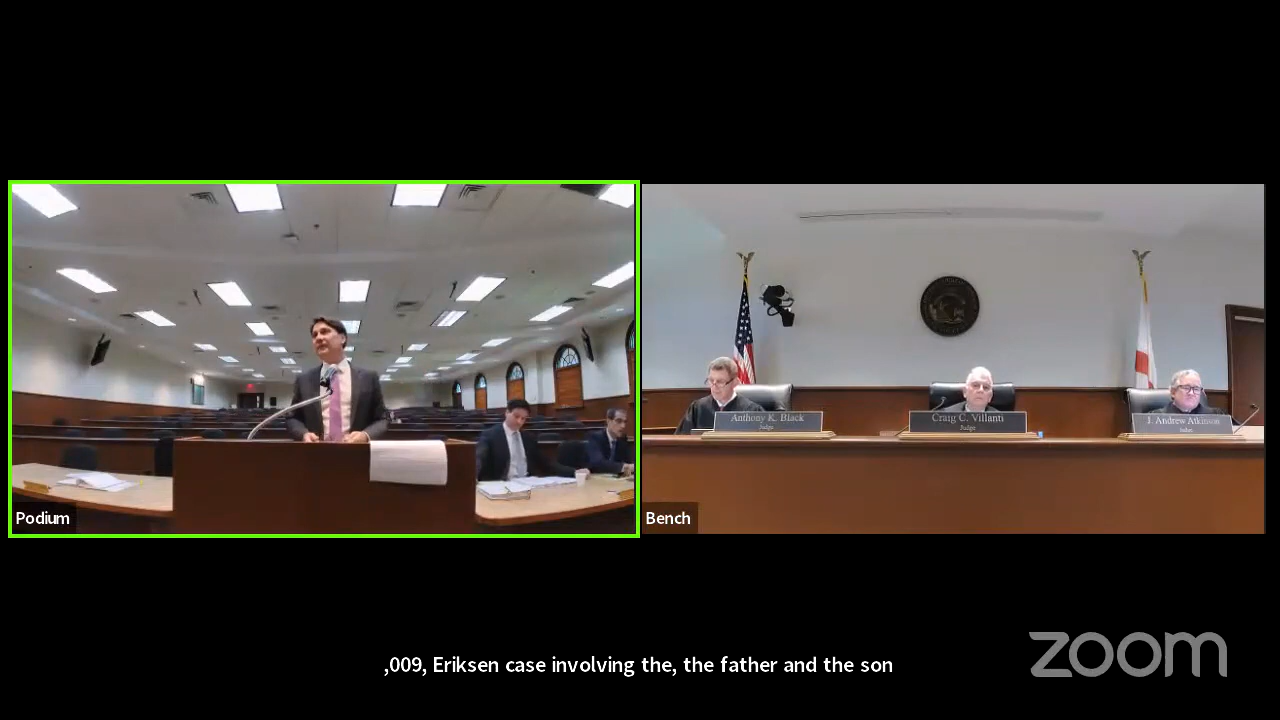 Anthony K. Black
Judge
Craig C. Villanti
Judge
J. Andrew Atkinson
Judge
Podium
Bench
,009, Eriksen case involving the, the father and the son
zoom